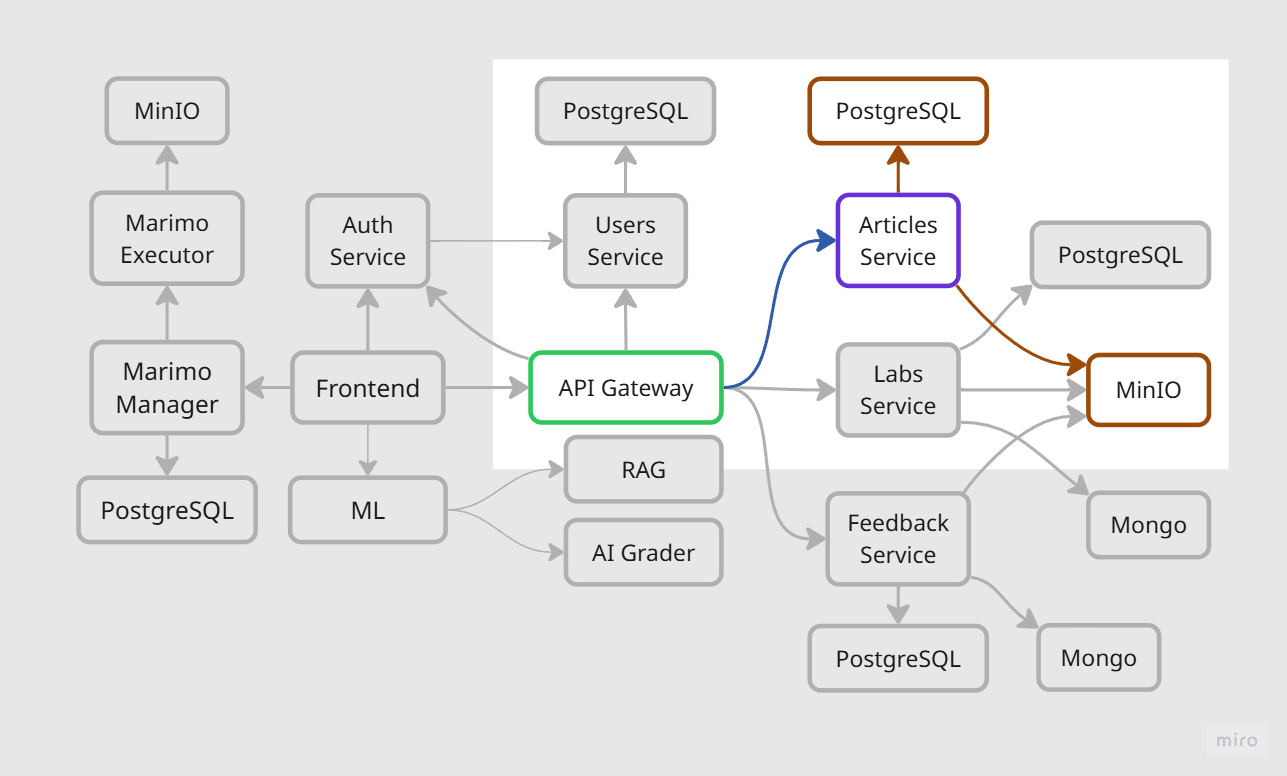 MinIO
PostgreSQL
PostgreSQL
Marimo
Executor
Auth
Service
Users
Service
Articles
Service
PostgreSQL
Marimo
Manager
Frontend
API Gateway
Labs
Service
MinIO
PostgreSQL
ML
RAG
AI Grader
Feedback
Service
Mongo
PostgreSQL
Mongo
miro